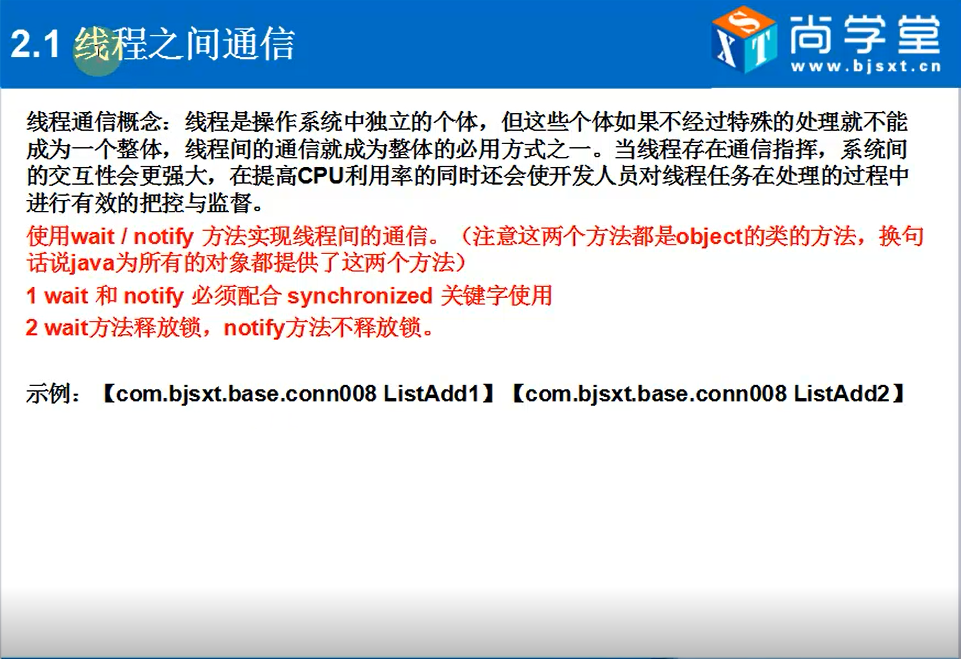 2.1 线程之间通信
尚学堂
XST
www.bjsxt.cn
线程通信概念：线程是操作系统中独立的个体，但这些个体如果不经过特殊的处理就不能
成为一个整体，线程间的通信就成为整体的必用方式之一。当线程存在通信指挥，系统间
的交互性会更强大，在提高CPU利用率的同时还会使开发人员对线程任务在处理的过程中
进行有效的把控与监督。
使用wait / notify 方法实现线程间的通信。（注意这两个方法都是object的类的方法，换句
话说java为所有的对象都提供了这两个方法）
1 wait 和 notify 必须配合 synchronized 关键字使用
2 wait方法释放锁，notify方法不释放锁。
示例：【com.bjsxt.base.conn008 ListAdd1】【com.bjsxt.base.conn008 ListAdd2】